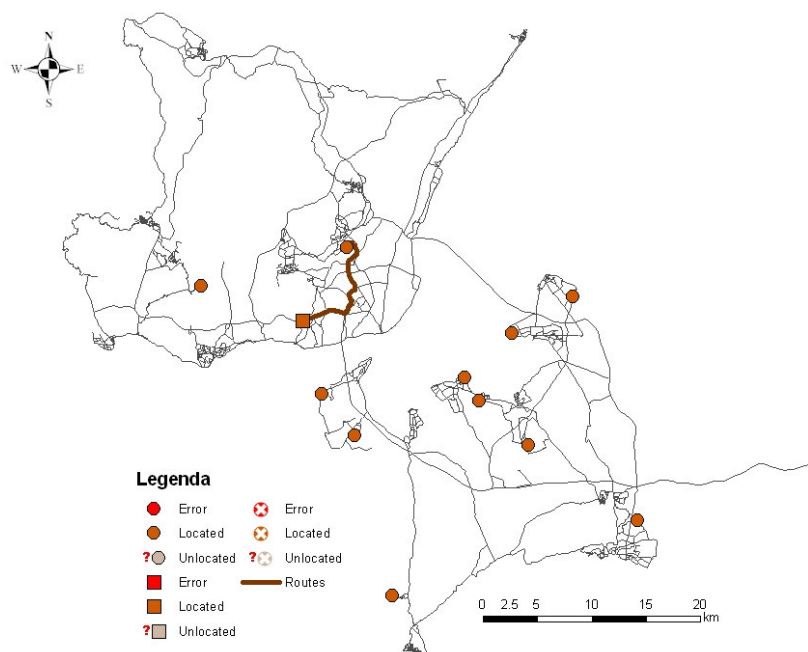 N
W E
S
Legenda
Error Error
Located Located
? Unlocated ? Unlocated
Error Routes
Located
? Unlocated
0 2.5 5 10 15 20
km